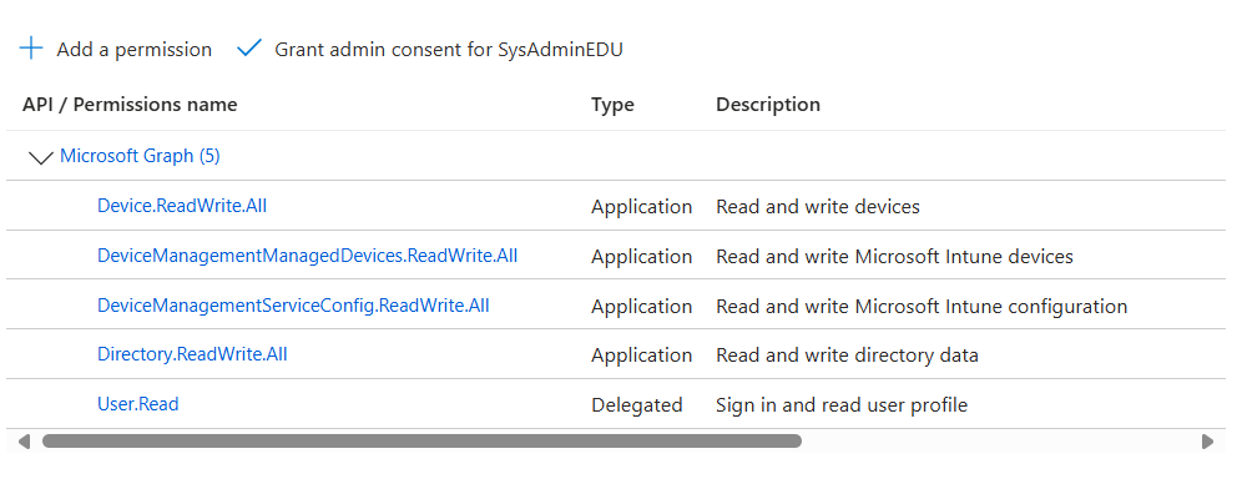 Add a permission Grant admin consent for SysAdminEDU
API / Permissions name Type Description
Microsoft Graph (5)
Device.ReadWrite.All Application Read and write devices
DeviceManagementManagedDevices.ReadWrite.All Application Read and write Microsoft Intune devices
DeviceManagementServiceConfig.ReadWrite.All Application Read and write Microsoft Intune configuration
Directory.ReadWrite.All Application Read and write directory data
User.Read Delegated Sign in and read user profile